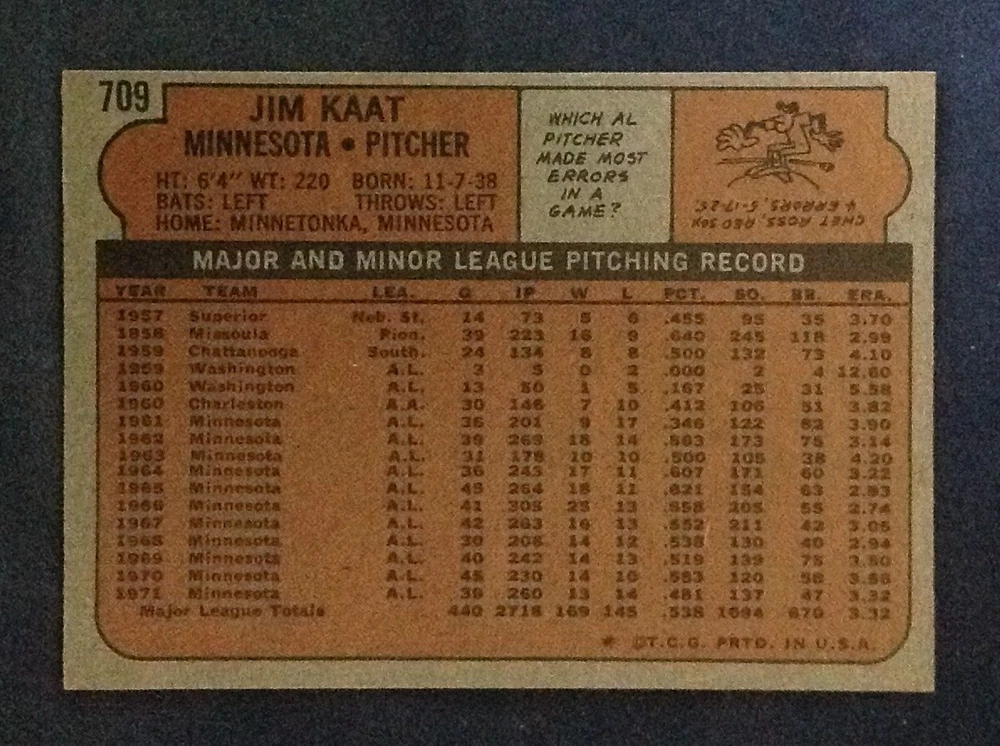 709
JIM KAAT
MINNESOTA • PITCHER
HT: 6'4" WT: 220 BORN: 11-7-38
BATS: LEFT THROWS: LEFT
HOME: MINNETONKA, MINNESOTA
WHICH AL
PITCHER
MADE MOST
ERRORS
IN A
GAME?
CHET ROSS, RED SOX
4 ERRORS, 5-17-25
MAJOR AND MINOR LEAGUE PITCHING RECORD
YEAR TEAM LEA. G IP W L PCT. SO. BB. ERA.
1957 Superior Neb. St. 14 73 5 6 .455 95 35 3.70
1958 Missoula Pion. 39 223 16 9 .640 245 118 2.99
1959 Chattanooga South. 24 134 8 8 .500 132 73 4.10
1959 Washington A.L. 3 5 0 2 .000 2 4 12.60
1960 Washington A.L. 13 50 1 5 .167 25 31 5.58
1960 Charleston A.A. 30 146 7 10 .412 106 51 3.82
1961 Minnesota A.L. 36 201 9 17 .346 122 82 3.90
1962 Minnesota A.L. 39 269 18 14 .563 173 75 3.14
1963 Minnesota A.L. 31 178 10 10 .500 105 38 4.20
1964 Minnesota A.L. 36 243 17 11 .607 171 60 3.22
1965 Minnesota A.L. 45 264 18 11 .621 154 63 2.83
1966 Minnesota A.L. 41 305 25 13 .658 205 55 2.74
1967 Minnesota A.L. 42 263 16 13 .552 211 42 3.05
1968 Minnesota A.L. 30 208 14 12 .538 130 40 2.94
1969 Minnesota A.L. 40 242 14 13 .519 139 75 3.50
1970 Minnesota A.L. 45 230 14 10 .583 120 58 3.56
1971 Minnesota A.L. 39 260 13 14 .481 137 47 3.32
Major League Totals 440 2718 169 145 .538 1694 670 3.32
* ©T.C.G. PRTD. IN U.S.A.